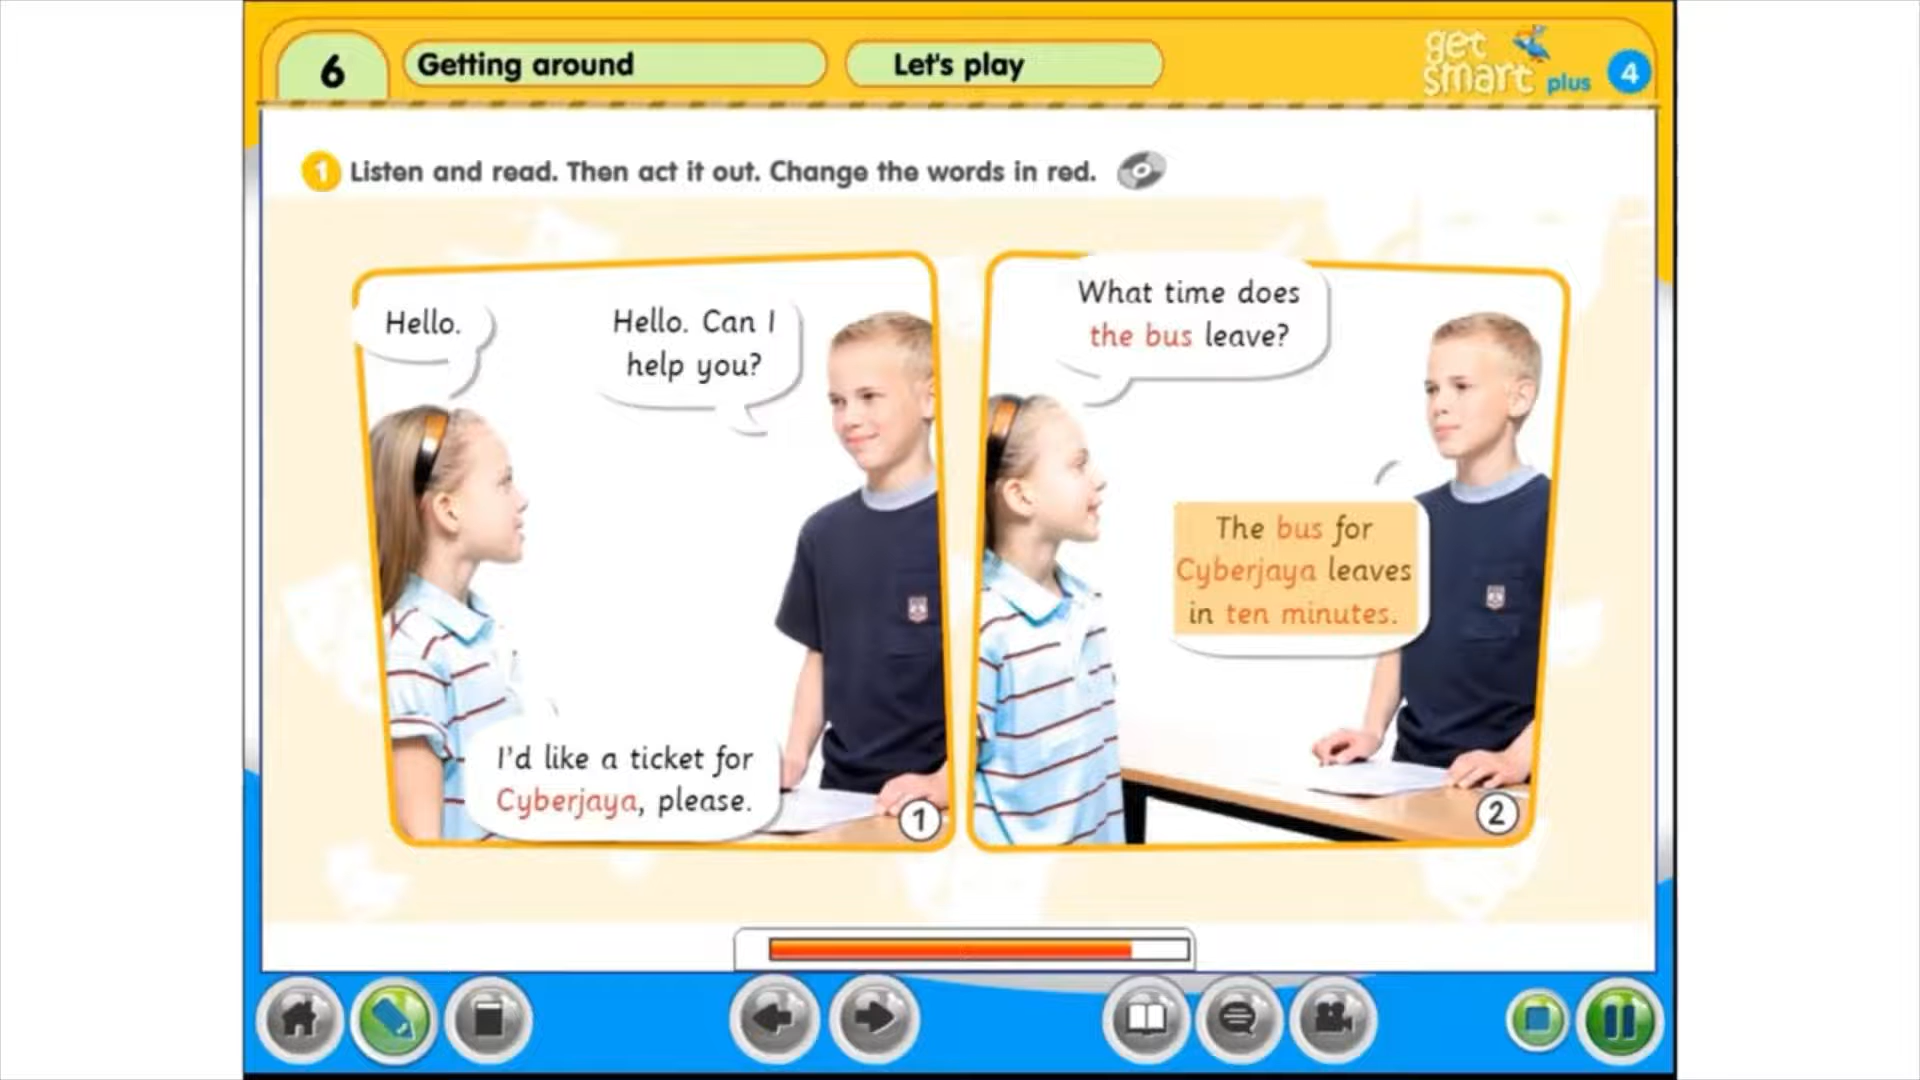 6
Getting around
Let's play
get
smart plus 4
1 Listen and read. Then act it out. Change the words in red.
Hello.
Hello. Can I
help you?
I'd like a ticket for
Cyberjaya, please.
1
What time does
the bus leave?
The bus for
Cyberjaya leaves
in ten minutes.
2